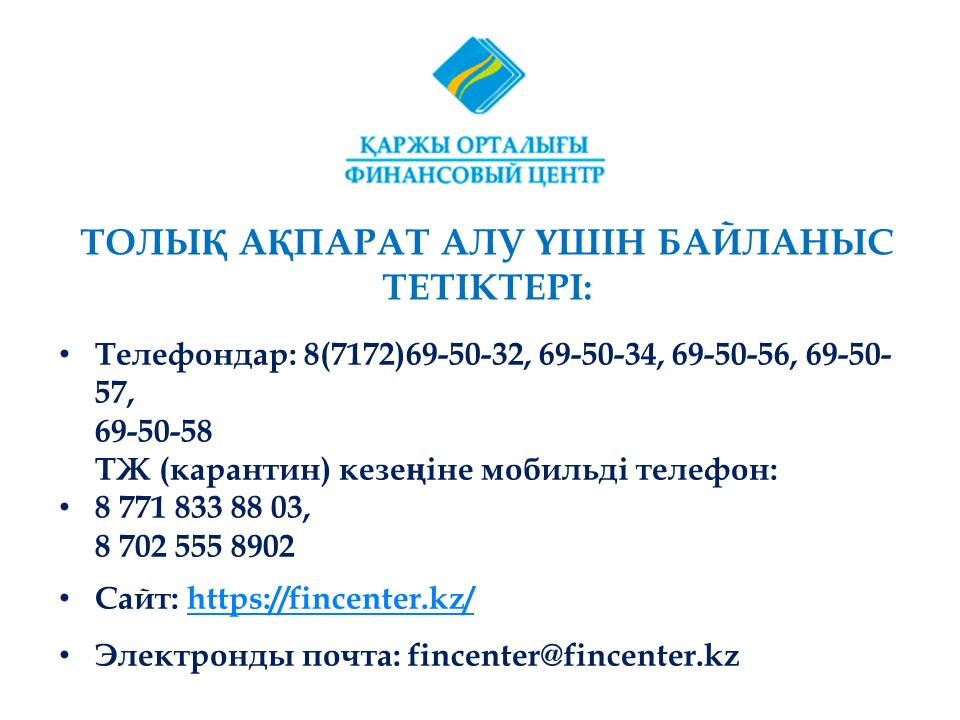 ҚАРЖЫ ОРТАЛЫҒЫ
ФИНАНСОВЫЙ ЦЕНТР
ТОЛЫҚ АҚПАРАТ АЛУ ҮШІН БАЙЛАНЫС
ТЕТІКТЕРІ:
• Телефондар: 8(7172)69-50-32, 69-50-34, 69-50-56, 69-50-
57,
69-50-58
ТЖ (карантин) кезеңіне мобильді телефон:
• 8 771 833 88 03,
8 702 555 8902
• Сайт: https://fincenter.kz/
• Электронды почта: fincenter@fincenter.kz